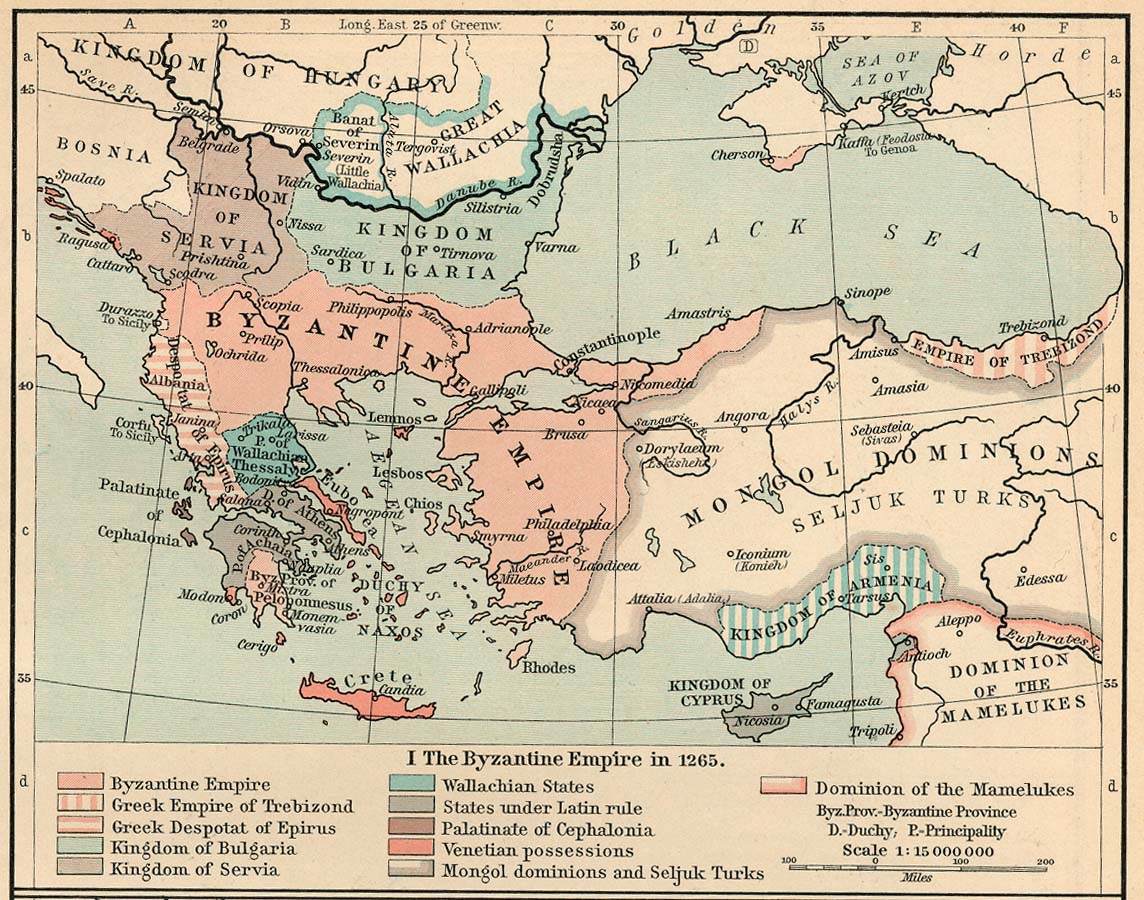 A 20 B Long. East. 25 of Greenw. C 30 D 35 E 40 F
Golden Horde
a
45
b
40
c
35
d
a
45
b
40
c
35
d
KINGDOM OF HUNGARY
Save R.
Semlin
Belgrade
BOSNIA
Spalato
Ragusa
Cattaro
Orsova
Banat
of
Severin
Severin
(Little
Wallachia)
Aluta R.
Tergovist
GREAT
WALLACHIA
Danube R.
Silistria
Dobrudsha
Vidin
KINGDOM
OF
SERVIA
Prishtina
Scodra
Nissa
KINGDOM
OF
BULGARIA
Sardica
Tirnova
Varna
SEA OF
AZOV
Kertch
Cherson
Kaffa (Feodosia)
To Genoa
BLACK SEA
Durazzo
To Sicily
Scopia
Philippopolis
Maritza R.
Adrianople
BYZANTINE
EMPIRE
Prilip
Ochrida
Thessalonica
Constantinople
Gallipoli
Nicomedia
Nicaea
Brusa
Amastris
Sinope
Amisus
Trebizond
EMPIRE OF TREBIZOND
Amasia
Halys R.
Angora
Sangarius R.
Dorylaeum
(Eskishehr)
Sebasteia
(Sivas)
MONGOL DOMINIONS
SELJUK TURKS
Iconium
(Konieh)
Attalia (Adalia)
Despotat
of Epirus
Albania
Janina
Arta
Corfu
To Sicily
Trikala
Larissa
P. of
Wallachian
Thessaly
Bodonitza
Salona
D. of Athens
Athens
Euboea
Negropont
Lemnos
Lesbos
Chios
AEGEAN SEA
Smyrna
Philadelphia
Maeander R.
Laodicea
Miletus
Palatinate
of
Cephalonia
Corinth
P. of Achaia
Nauplia
Byz.
Prov. of
Mistra
Peloponnesus
Modon
Coron
Monem-
vasia
Cerigo
DUCHY
OF
NAXOS
Rhodes
Crete
Candia
Sis
KINGDOM OF ARMENIA
Tarsus
Edessa
Euphrates R.
Aleppo
Antioch
DOMINION
OF THE
MAMELUKES
Tripoli
KINGDOM OF
CYPRUS
Nicosia
Famagusta
I The Byzantine Empire in 1265.
Byzantine Empire
Greek Empire of Trebizond
Greek Despotat of Epirus
Kingdom of Bulgaria
Kingdom of Servia
Wallachian States
States under Latin rule
Palatinate of Cephalonia
Venetian possessions
Mongol dominions and Seljuk Turks
Dominion of the Mamelukes
Byz. Prov.-Byzantine Province
D.-Duchy; P.-Principality
Scale 1:15 000 000
100 0 100 200
Miles